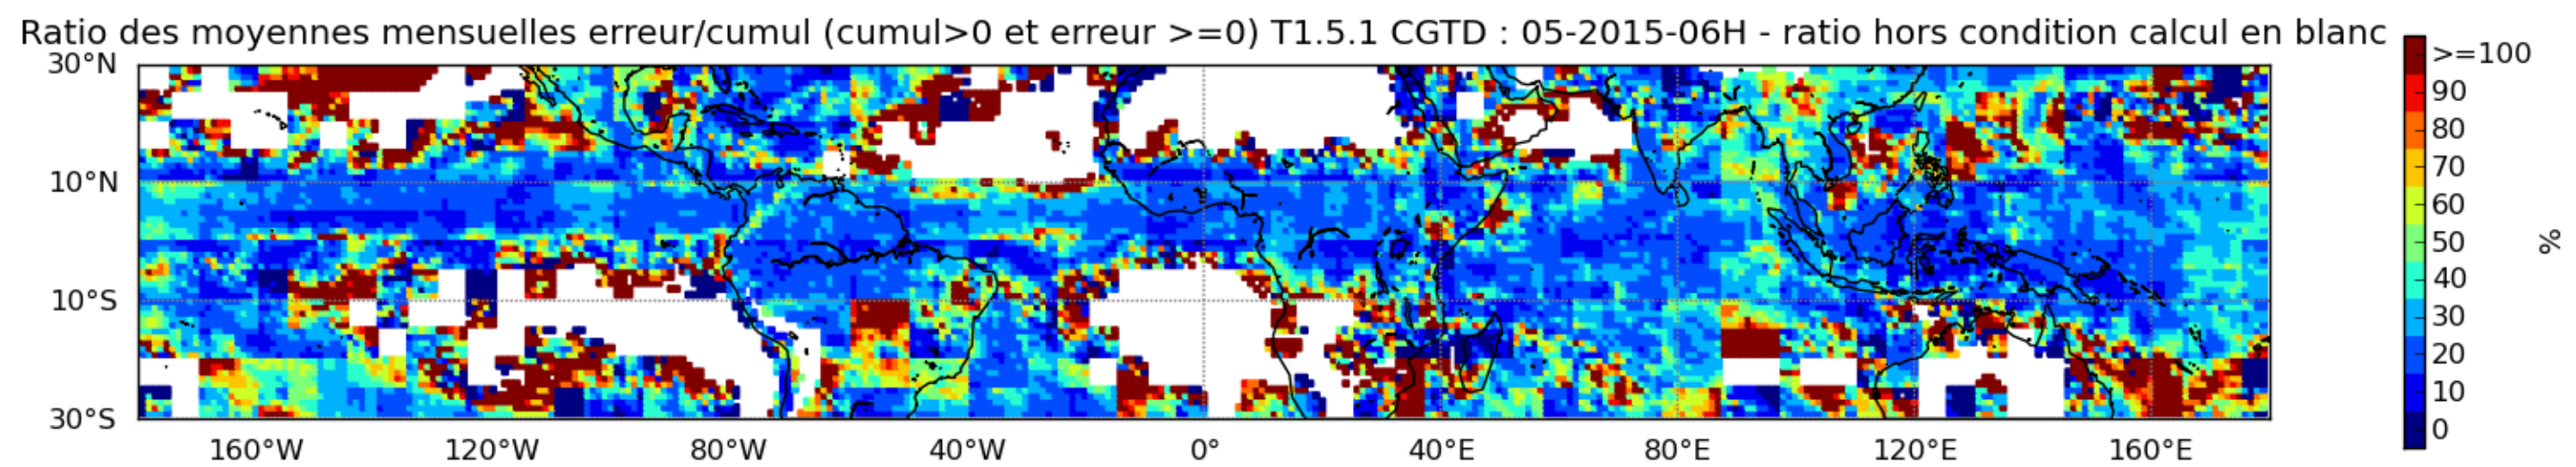 Ratio des moyennes mensuelles erreur/cumul (cumul>0 et erreur >=0) T1.5.1 CGTD : 05-2015-06H - ratio hors condition calcul en blanc
30°N
10°N
10°S
30°S
160°W 120°W 80°W 40°W 0° 40°E 80°E 120°E 160°E
>=100
90
80
70
60
50
40
30
20
10
0
%